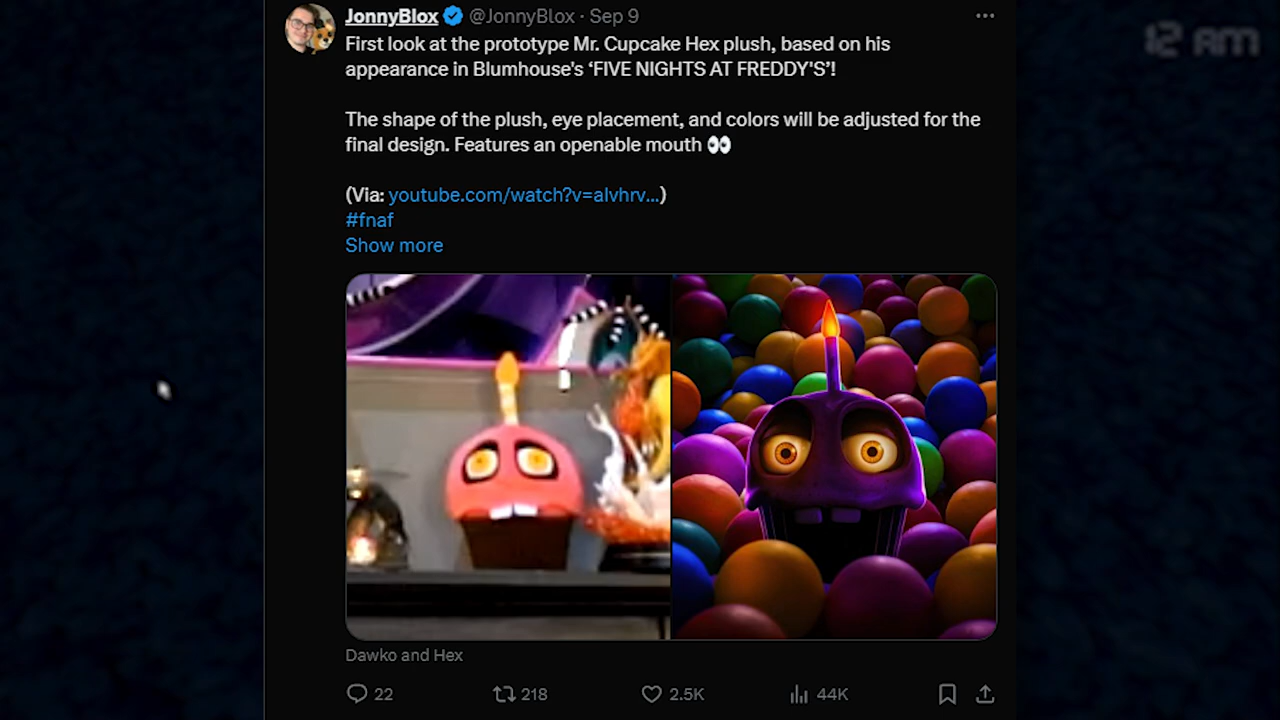 JonnyBlox @JonnyBlox · Sep 9
12 AM
First look at the prototype Mr. Cupcake Hex plush, based on his
appearance in Blumhouse's ‘FIVE NIGHTS AT FREDDY'S’!
The shape of the plush, eye placement, and colors will be adjusted for the
final design. Features an openable mouth 👀
(Via: youtube.com/watch?v=alvhrv...)
#fnaf
Show more
Dawko and Hex
22 218 2.5K 44K